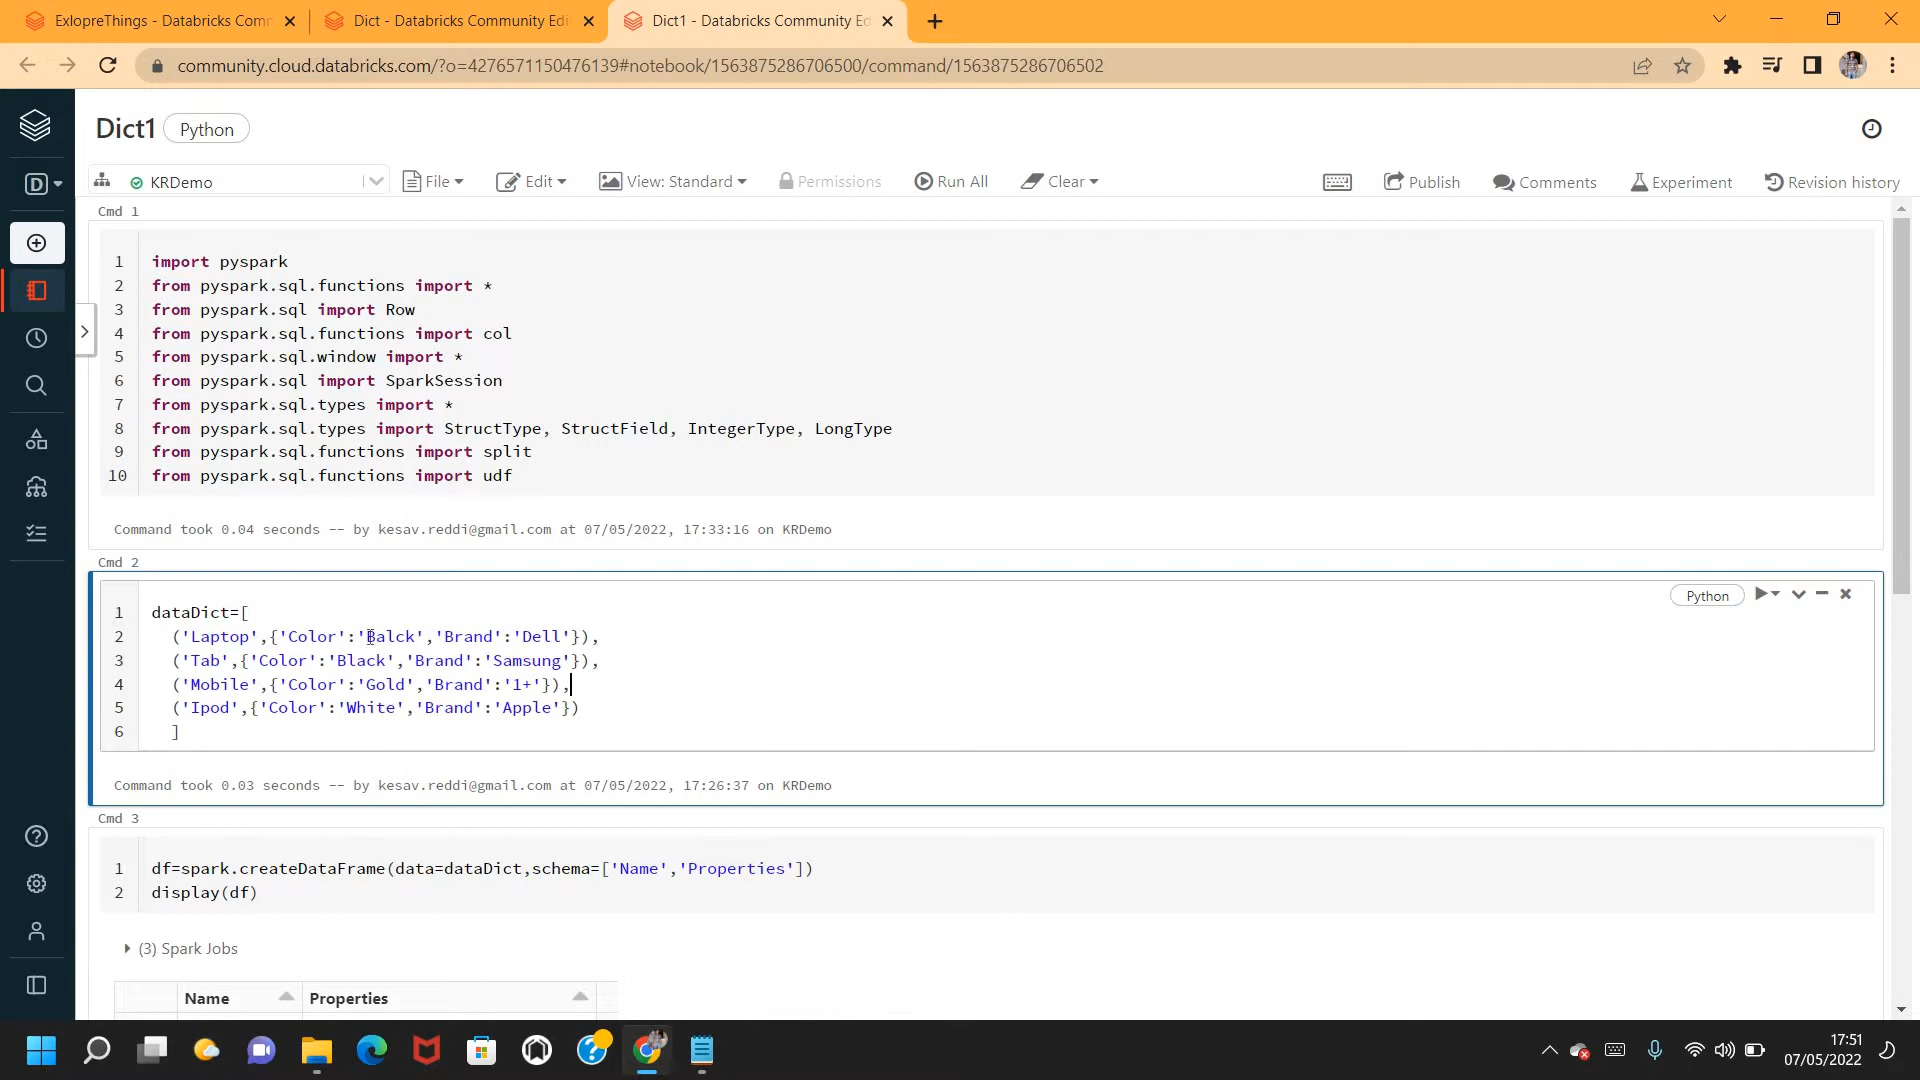 ExlopreThings - Databricks Comm
Dict - Databricks Community Edi
Dict1 - Databricks Community Ed
community.cloud.databricks.com/?o=4276571150476139#notebook/1563875286706500/command/1563875286706502
Dict1 Python
D
KRDemo File Edit View: Standard Permissions Run All Clear Publish Comments Experiment Revision history
Cmd 1
1 import pyspark
2 from pyspark.sql.functions import *
3 from pyspark.sql import Row
4 from pyspark.sql.functions import col
5 from pyspark.sql.window import *
6 from pyspark.sql import SparkSession
7 from pyspark.sql.types import *
8 from pyspark.sql.types import StructType, StructField, IntegerType, LongType
9 from pyspark.sql.functions import split
10 from pyspark.sql.functions import udf
Command took 0.04 seconds -- by kesav.reddi@gmail.com at 07/05/2022, 17:33:16 on KRDemo
Cmd 2
Python
1 dataDict=[
2 ('Laptop',{'Color':'Balck','Brand':'Dell'}),
3 ('Tab',{'Color':'Black','Brand':'Samsung'}),
4 ('Mobile',{'Color':'Gold','Brand':'1+'}),
5 ('Ipod',{'Color':'White','Brand':'Apple'})
6 ]
Command took 0.03 seconds -- by kesav.reddi@gmail.com at 07/05/2022, 17:26:37 on KRDemo
Cmd 3
1 df=spark.createDataFrame(data=dataDict,schema=['Name','Properties'])
2 display(df)
(3) Spark Jobs
Name Properties
17:51
07/05/2022